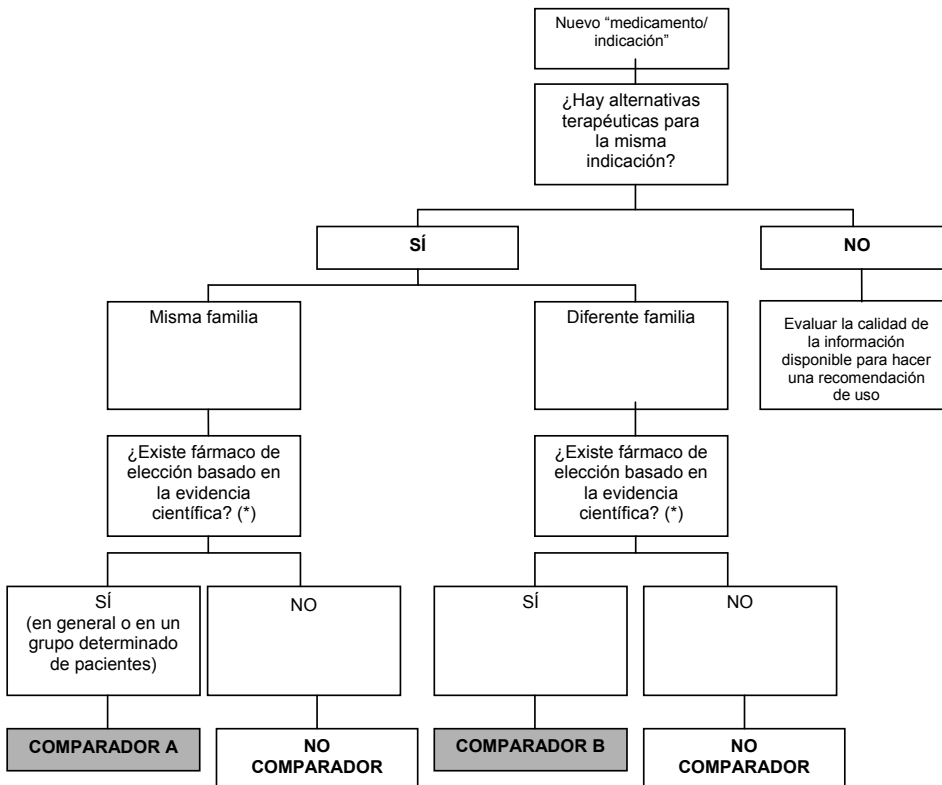 Nuevo “medicamento/
indicación”
¿Hay alternativas
terapéuticas para
la misma
indicación?
SÍ
NO
Misma familia
Diferente familia
Evaluar la calidad de
la información
disponible para hacer
una recomendación
de uso
¿Existe fármaco de
elección basado en
la evidencia
científica? (*)
¿Existe fármaco de
elección basado en
la evidencia
científica? (*)
SÍ
(en general o en un
grupo determinado
de pacientes)
NO
SÍ
NO
COMPARADOR A
NO
COMPARADOR
COMPARADOR B
NO
COMPARADOR